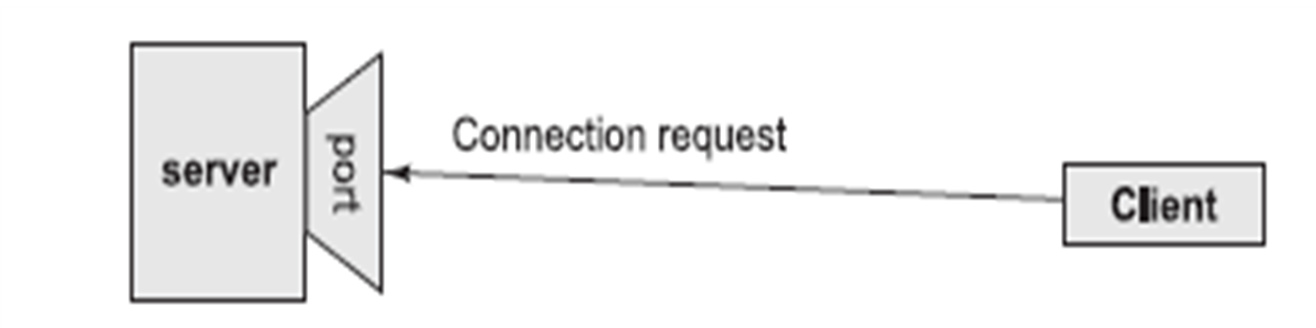 server
port
Connection request
Client